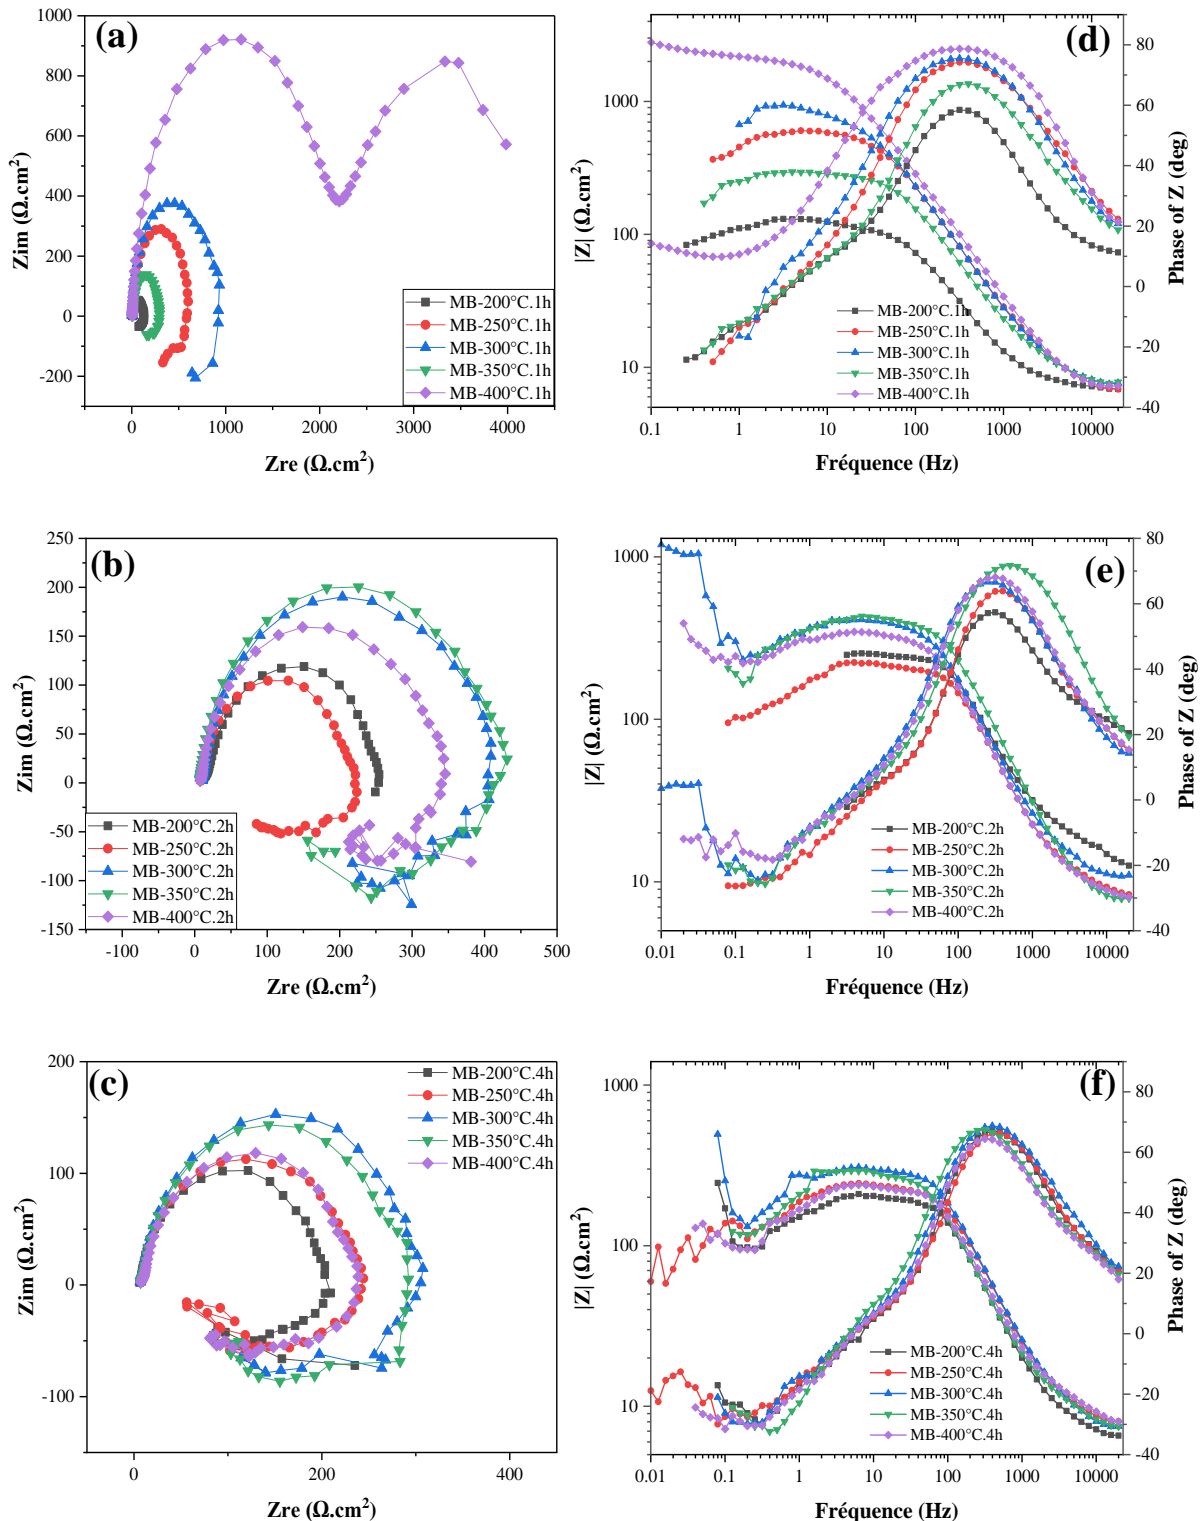 (a)
1000
800
600
400
200
0
-200
Zim (Ω.cm²)
0
1000
2000
3000
4000
Zre (Ω.cm²)
MB-200°C.1h
MB-250°C.1h
MB-300°C.1h
MB-350°C.1h
MB-400°C.1h
(d)
1000
100
10
|Z| (Ω.cm²)
80
60
40
20
0
-20
-40
Phase of Z (deg)
0.1
1
10
100
1000
10000
Fréquence (Hz)
MB-200°C.1h
MB-250°C.1h
MB-300°C.1h
MB-350°C.1h
MB-400°C.1h
(b)
250
200
150
100
50
0
-50
-100
-150
Zim (Ω.cm²)
-100
0
100
200
300
400
500
Zre (Ω.cm²)
MB-200°C.2h
MB-250°C.2h
MB-300°C.2h
MB-350°C.2h
MB-400°C.2h
(e)
1000
100
10
|Z| (Ω.cm²)
80
60
40
20
0
-20
-40
Phase of Z (deg)
0.01
0.1
1
10
100
1000
10000
Fréquence (Hz)
MB-200°C.2h
MB-250°C.2h
MB-300°C.2h
MB-350°C.2h
MB-400°C.2h
(c)
200
100
0
-100
Zim (Ω.cm²)
0
200
400
Zre (Ω.cm²)
MB-200°C.4h
MB-250°C.4h
MB-300°C.4h
MB-350°C.4h
MB-400°C.4h
(f)
1000
100
10
|Z| (Ω.cm²)
80
60
40
20
0
-20
-40
Phase of Z (deg)
0.01
0.1
1
10
100
1000
10000
Fréquence (Hz)
MB-200°C.4h
MB-250°C.4h
MB-300°C.4h
MB-350°C.4h
MB-400°C.4h